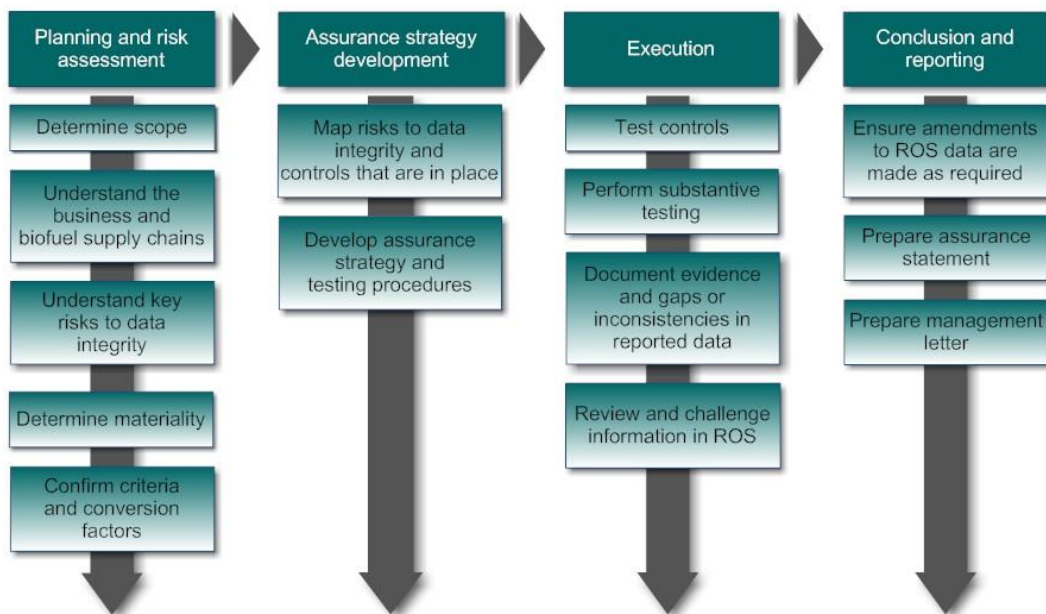 Planning and risk
assessment
Assurance strategy
development
Execution
Conclusion and
reporting
Determine scope
Understand the
business and
biofuel supply chains
Understand key
risks to data
integrity
Determine materiality
Confirm criteria
and conversion
factors
Map risks to data
integrity and
controls that are in place
Develop assurance
strategy and
testing procedures
Test controls
Perform substantive
testing
Document evidence
and gaps or
inconsistencies in
reported data
Review and challenge
information in ROS
Ensure amendments
to ROS data are
made as required
Prepare assurance
statement
Prepare management
letter